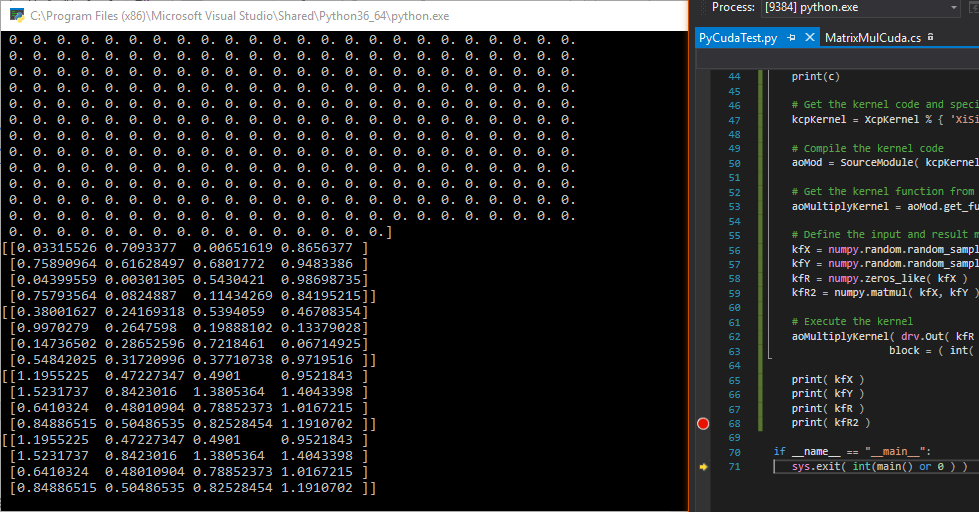 C:\Program Files (x86)\Microsoft Visual Studio\Shared\Python36_64\python.exe
0. 0. 0. 0. 0. 0. 0. 0. 0. 0. 0. 0. 0. 0. 0. 0. 0. 0. 0. 0. 0. 0. 0. 0.
0. 0. 0. 0. 0. 0. 0. 0. 0. 0. 0. 0. 0. 0. 0. 0. 0. 0. 0. 0. 0. 0. 0. 0.
0. 0. 0. 0. 0. 0. 0. 0. 0. 0. 0. 0. 0. 0. 0. 0. 0. 0. 0. 0. 0. 0. 0. 0.
0. 0. 0. 0. 0. 0. 0. 0. 0. 0. 0. 0. 0. 0. 0. 0. 0. 0. 0. 0. 0. 0. 0. 0.
0. 0. 0. 0. 0. 0. 0. 0. 0. 0. 0. 0. 0. 0. 0. 0. 0. 0. 0. 0. 0. 0. 0. 0.
0. 0. 0. 0. 0. 0. 0. 0. 0. 0. 0. 0. 0. 0. 0. 0. 0. 0. 0. 0. 0. 0. 0. 0.
0. 0. 0. 0. 0. 0. 0. 0. 0. 0. 0. 0. 0. 0. 0. 0. 0. 0. 0. 0. 0. 0. 0. 0.
0. 0. 0. 0. 0. 0. 0. 0. 0. 0. 0. 0. 0. 0. 0. 0. 0. 0. 0. 0. 0. 0. 0. 0.
0. 0. 0. 0. 0. 0. 0. 0. 0. 0. 0. 0. 0. 0. 0. 0. 0. 0. 0. 0. 0. 0. 0. 0.
0. 0. 0. 0. 0. 0. 0. 0. 0. 0. 0. 0. 0. 0. 0. 0. 0. 0. 0. 0. 0. 0. 0. 0.
0. 0. 0. 0. 0. 0. 0. 0. 0. 0. 0. 0. 0. 0. 0. 0. 0. 0. 0. 0. 0. 0. 0. 0.
0. 0. 0. 0. 0. 0. 0. 0. 0. 0. 0. 0. 0. 0. 0. 0. 0. 0. 0. 0. 0. 0. 0. 0.
0. 0. 0. 0. 0. 0. 0. 0. 0. 0. 0. 0. 0. 0. 0. 0.]
[[0.03315526 0.7093377  0.00651619 0.8656377 ]
 [0.75890964 0.61628497 0.6801772  0.9483386 ]
 [0.04399559 0.00301305 0.5430421  0.98698735]
 [0.75793564 0.0824887  0.11434269 0.84195215]]
[[0.38001627 0.24169318 0.5394059  0.46708354]
 [0.9970279  0.2647598  0.19888102 0.13379028]
 [0.14736502 0.28652596 0.7218461  0.06714925]
 [0.54842025 0.31720996 0.37710738 0.9719516 ]]
[[1.1955225  0.47227347 0.4901     0.9521843 ]
 [1.5231737  0.8423016  1.3805364  1.4043398 ]
 [0.6410324  0.48010904 0.78852373 1.0167215 ]
 [0.84886515 0.50486535 0.82528454 1.1910702 ]]
[[1.1955225  0.47227347 0.4901     0.9521843 ]
 [1.5231737  0.8423016  1.3805364  1.4043398 ]
 [0.6410324  0.48010904 0.78852373 1.0167215 ]
 [0.84886515 0.50486535 0.82528454 1.1910702 ]]
Process: [9384] python.exe
PyCudaTest.py MatrixMulCuda.cs
44 print(c)
45
46 # Get the kernel code and speci
47 kcpKernel = XcpKernel % { 'XiSi
48
49 # Compile the kernel code
50 aoMod = SourceModule( kcpKernel
51
52 # Get the kernel function from
53 aoMultiplyKernel = aoMod.get_fu
54
55 # Define the input and result m
56 kfX = numpy.random.random_sampl
57 kfY = numpy.random.random_sampl
58 kfR = numpy.zeros_like( kfX )
59 kfR2 = numpy.matmul( kfX, kfY )
60
61 # Execute the kernel
62 aoMultiplyKernel( drv.Out( kfR
63 block = ( int(
64
65 print( kfX )
66 print( kfY )
67 print( kfR )
68 print( kfR2 )
69
70 if __name__ == "__main__":
71 sys.exit( int(main() or 0 ) )